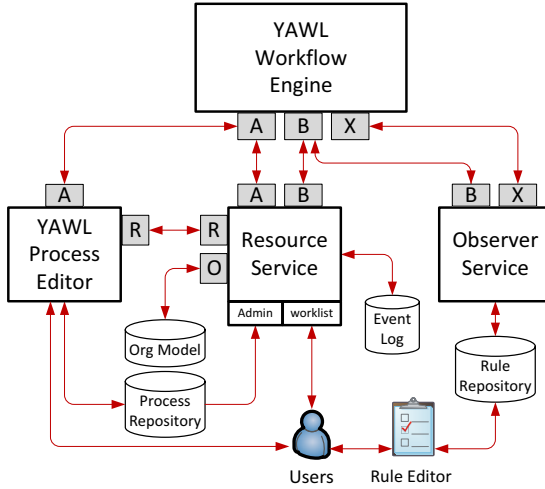 YAWL
Workflow
Engine
A B X
A
A B
B X
YAWL
Process
Editor
R
R
O
Resource
Service
Observer
Service
Admin worklist
Event
Log
Org Model
Process
Repository
Rule
Repository
Users
Rule Editor